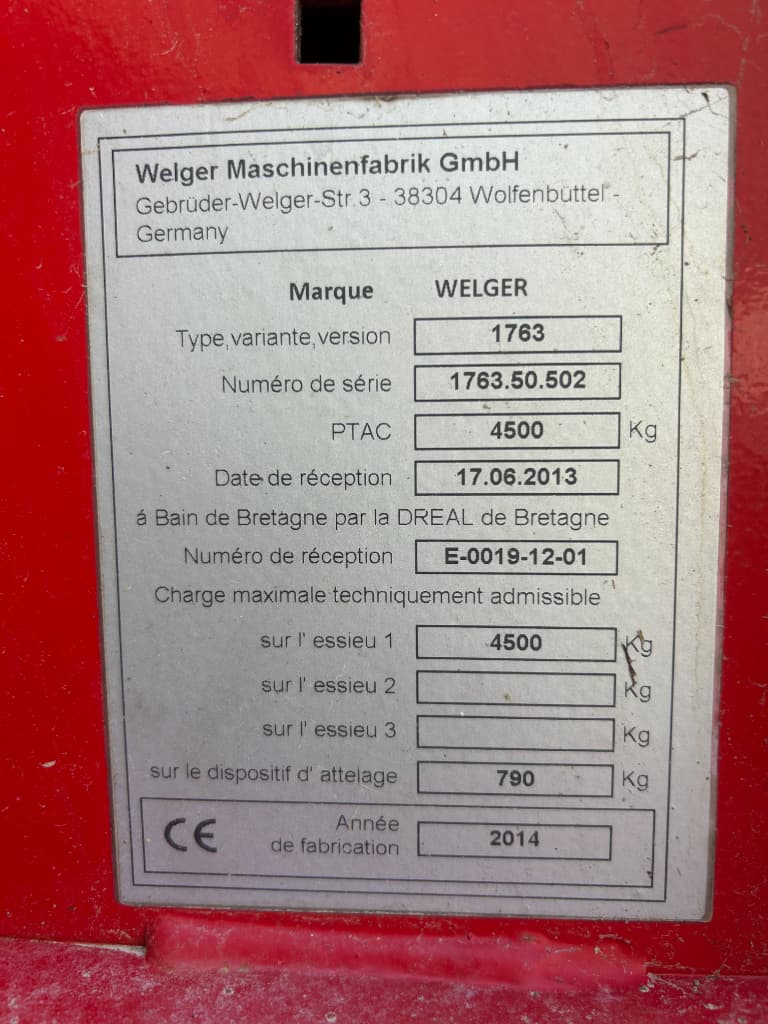 Welger Maschinenfabrik GmbH
Gebrüder-Welger-Str.3 - 38304 Wolfenbüttel -
Germany
Marque WELGER
Type,variante,version 1763
Numéro de série 1763.50.502
PTAC 4500 Kg
Date de réception 17.06.2013
á Bain de Bretagne par la DREAL de Bretagne
Numéro de réception E-0019-12-01
Charge maximale techniquement admissible
sur l' essieu 1 4500 Kg
sur l' essieu 2 Kg
sur l' essieu 3 Kg
sur le dispositif d' attelage 790 Kg
CE Année
de fabrication 2014